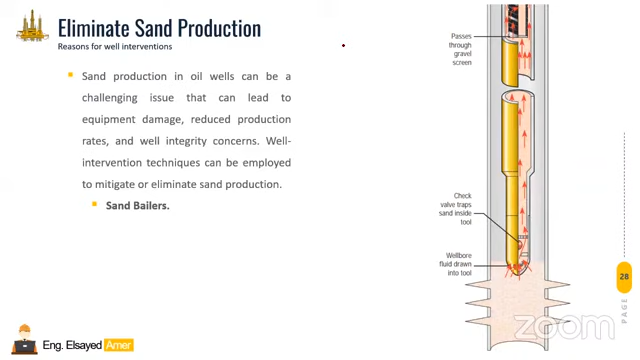 Eliminate Sand Production
Reasons for well interventions
Sand production in oil wells can be a
challenging issue that can lead to
equipment damage, reduced production
rates, and well integrity concerns. Well-
intervention techniques can be employed
to mitigate or eliminate sand production.
Sand Bailers.
Passes
through
gravel
screen
Check
valve traps
sand inside
tool
Wellbore
fluid drawn
into tool
28
PAGE
zoom
Eng. Elsayed Amer